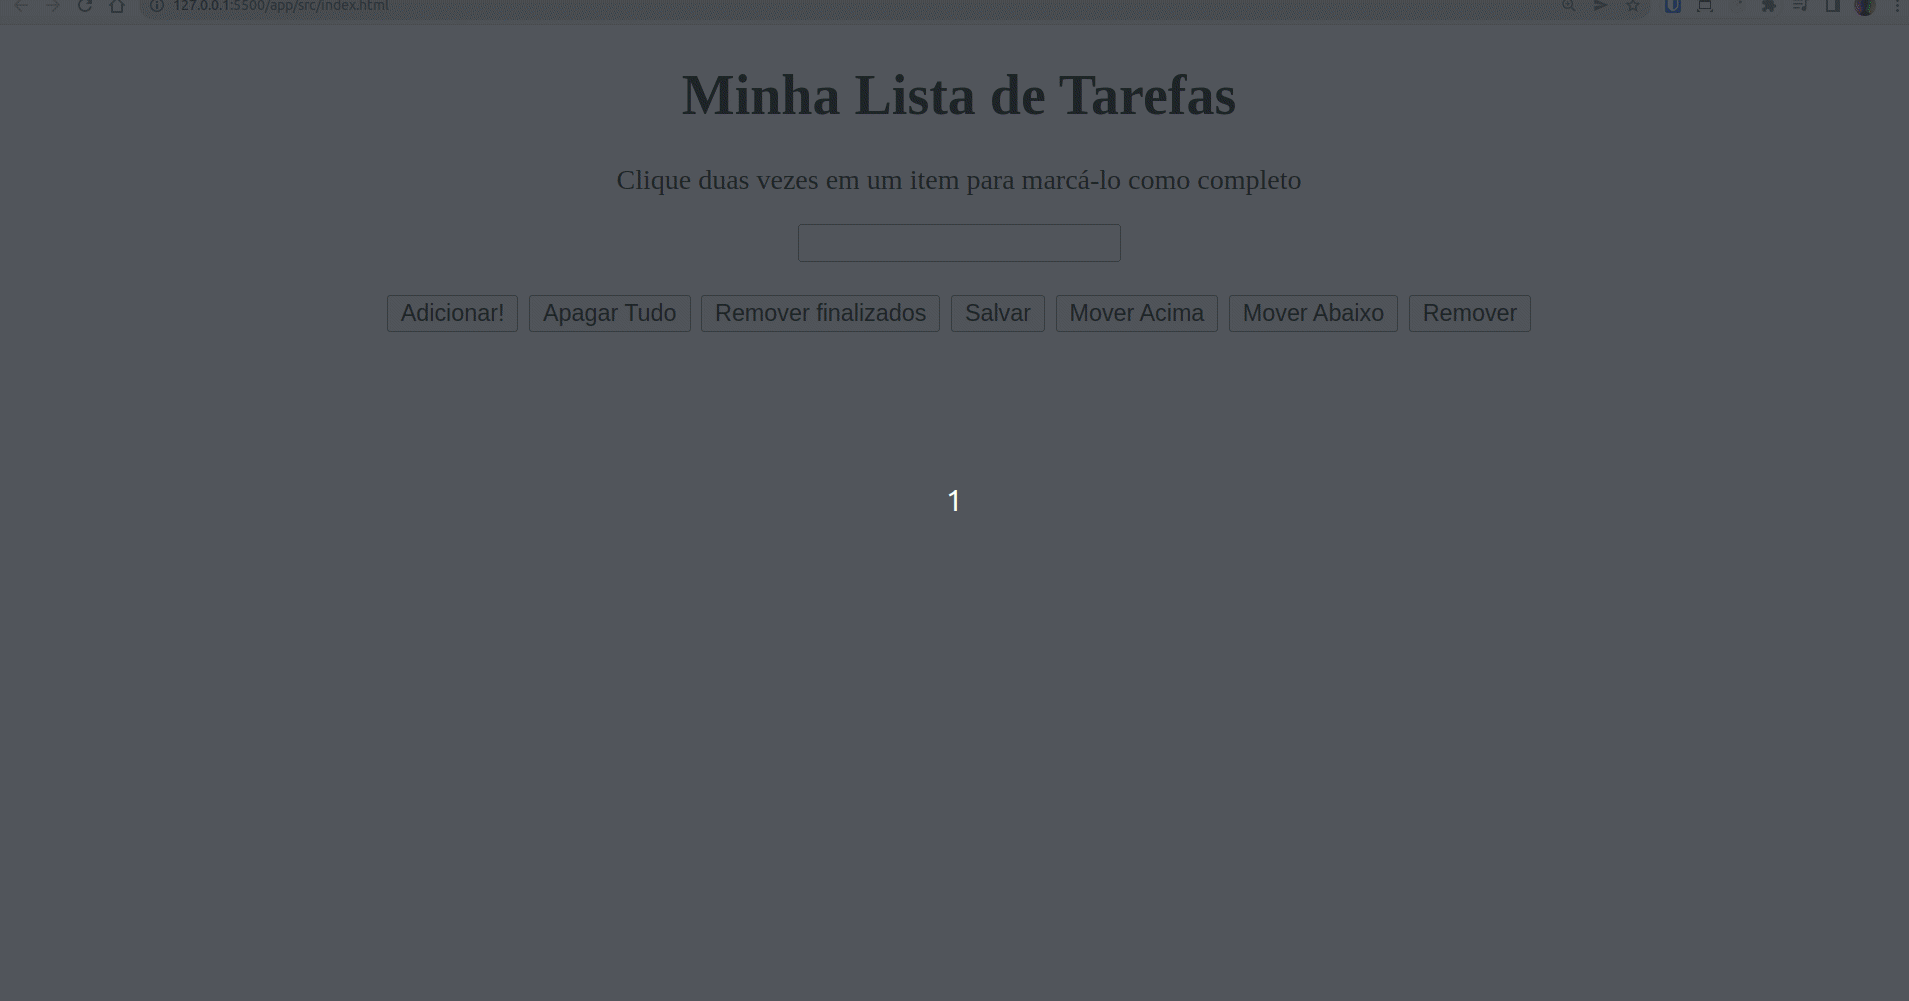 127.0.0.1:5500/app/src/index.html
Minha Lista de Tarefas
Clique duas vezes em um item para marcá-lo como completo
Adicionar! Apagar Tudo Remover finalizados Salvar Mover Acima Mover Abaixo Remover
1